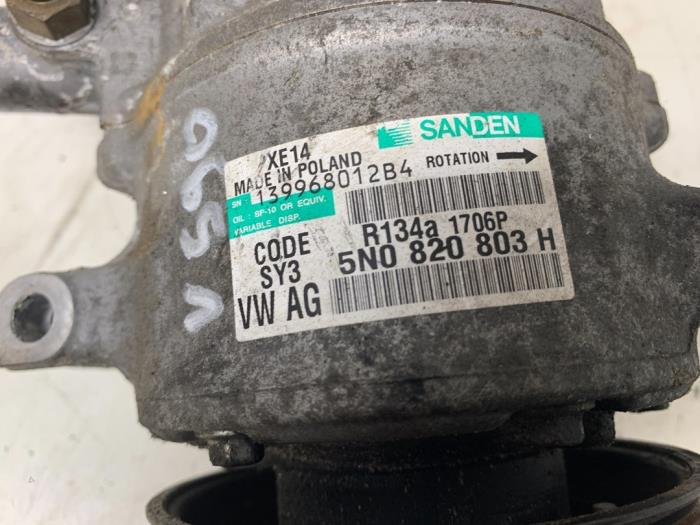 SANDEN
XE14
MADE IN POLAND
ROTATION
SN : 139968012B4
OIL : SP-10 OR EQUIV.
VARIABLE DISP.
R134a 1706P
CODE
SY3
5N0 820 803 H
VW AG